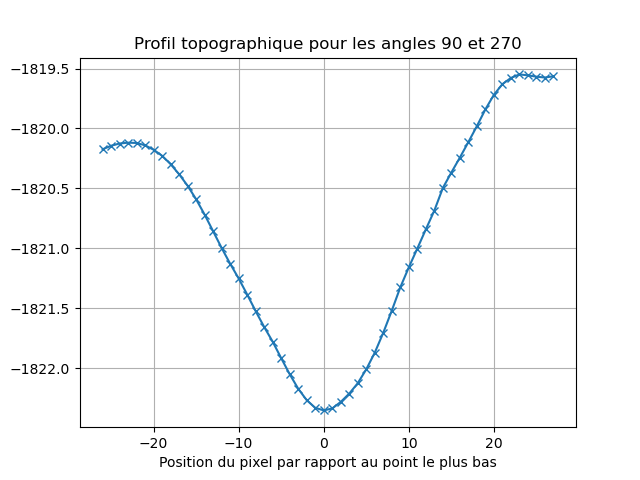 Profil topographique pour les angles 90 et 270
−1819.5
−1820.0
−1820.5
−1821.0
−1821.5
−1822.0
−20 −10 0 10 20
Position du pixel par rapport au point le plus bas